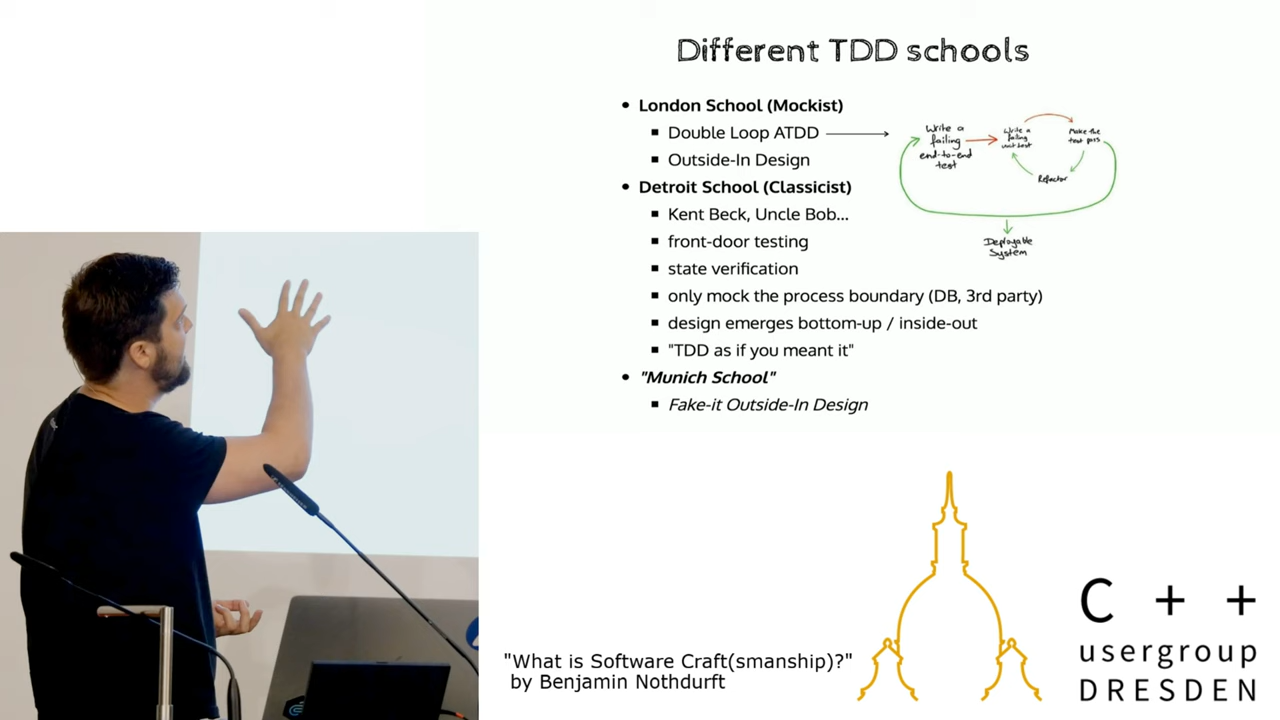 Different TDD schools
London School (Mockist)
Double Loop ATDD
Outside-In Design
Detroit School (Classicist)
Kent Beck, Uncle Bob...
front-door testing
state verification
only mock the process boundary (DB, 3rd party)
design emerges bottom-up / inside-out
"TDD as if you meant it"
"Munich School"
Fake-it Outside-In Design
Write a
failing
end-to-end
test
Write a
failing
unit test
Make the
test pass
Refactor
Deployable
System
"What is Software Craft(smanship)?"
by Benjamin Nothdurft
C + +
usergroup
DRESDEN